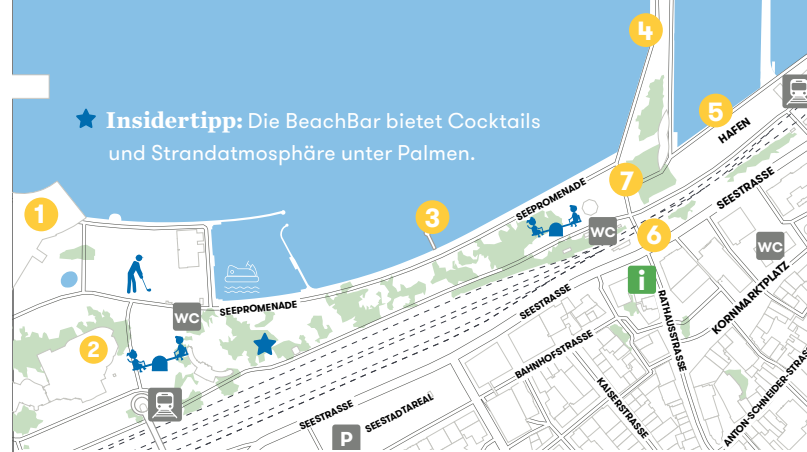 4
5
HAFEN
Insidertipp: Die BeachBar bietet Cocktails
und Strandatmosphäre unter Palmen.
1
3
SEEPROMENADE
7
SEESTRASSE
WC
6
WC
i
SEEPROMENADE
WC
SEESTRASSE
RATHAUSSTRASSE
KORNMARKTPLATZ
2
BAHNHOFSTRASSE
KAISERSTRASSE
ANTON-SCHNEIDER-STRA
SEESTRASSE
SEESTADTAREAL
P